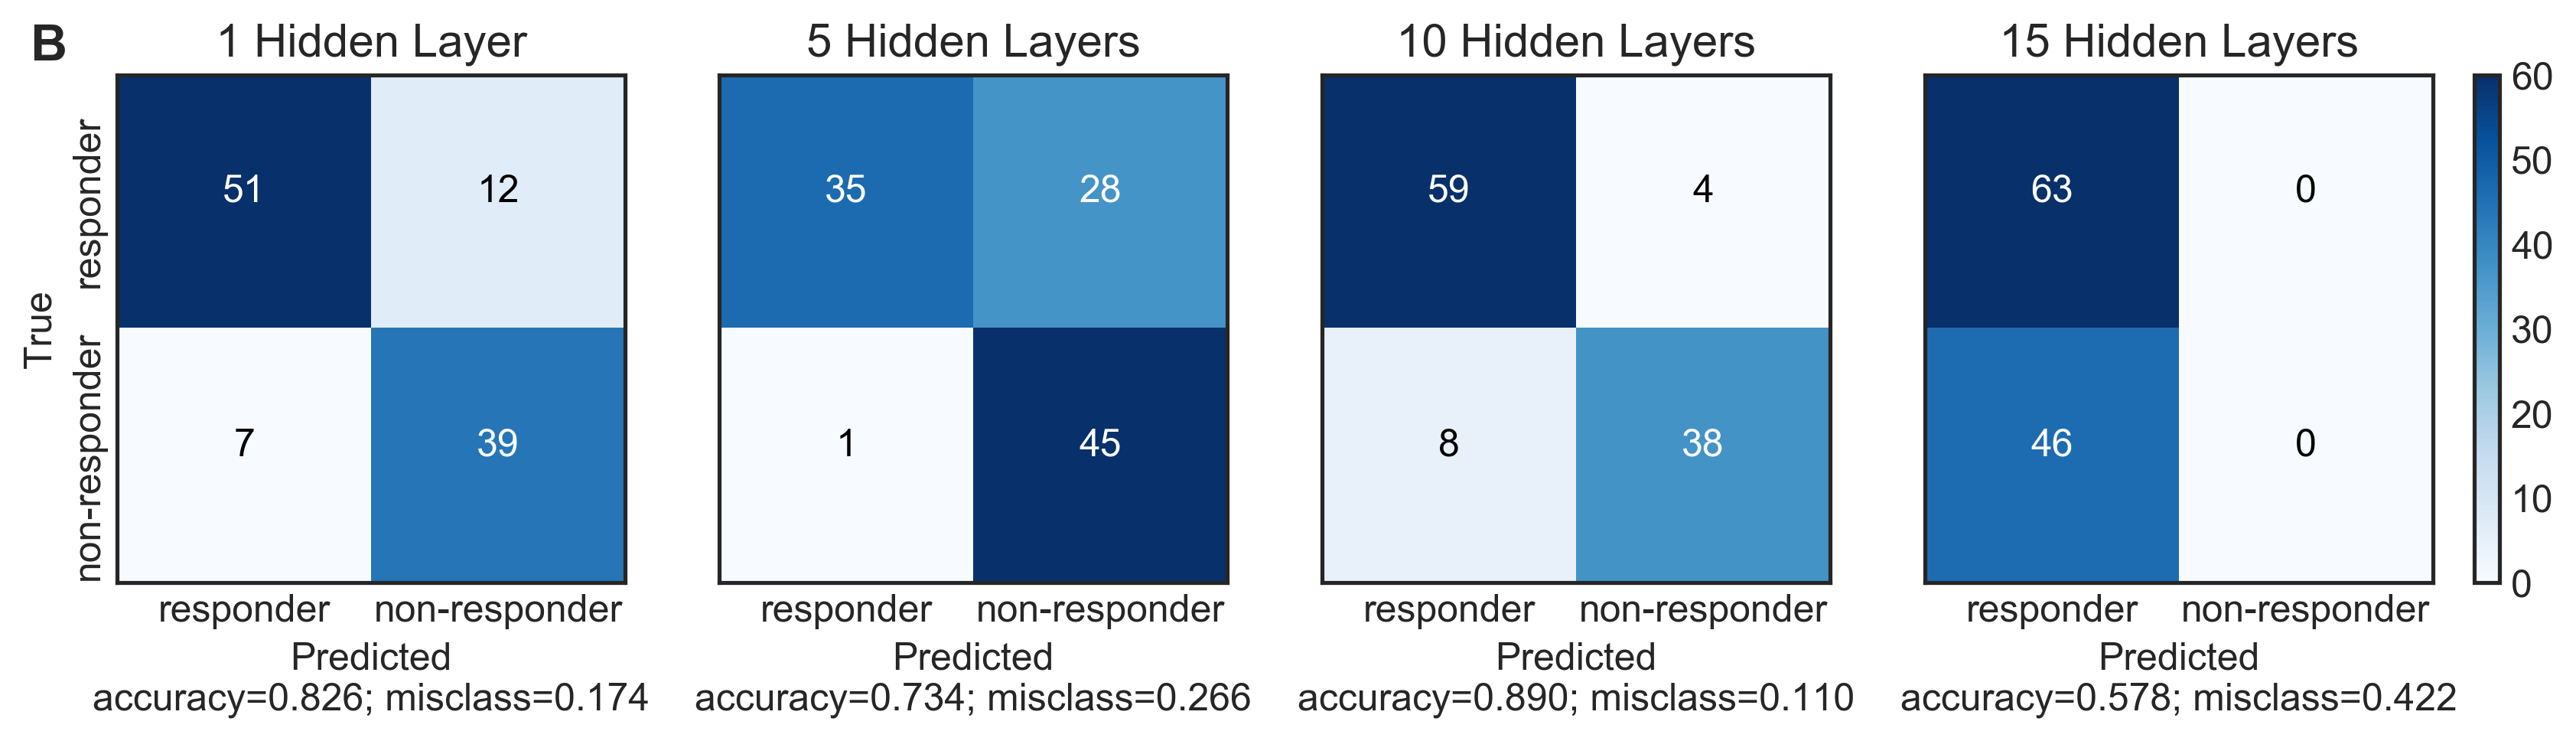 B
1 Hidden Layer
5 Hidden Layers
10 Hidden Layers
15 Hidden Layers
True
responder
non-responder
51 12
7 39
responder non-responder
Predicted
accuracy=0.826; misclass=0.174
35 28
1 45
responder non-responder
Predicted
accuracy=0.734; misclass=0.266
59 4
8 38
responder non-responder
Predicted
accuracy=0.890; misclass=0.110
63 0
46 0
responder non-responder
Predicted
accuracy=0.578; misclass=0.422
60
50
40
30
20
10
0